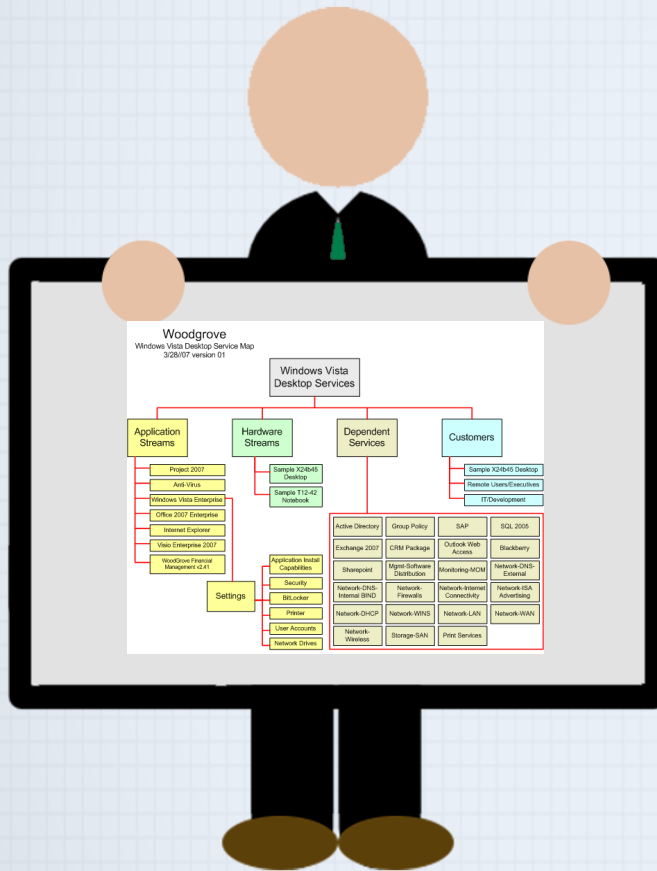 Woodgrove
Windows Vista Desktop Service Map
3/28//07 version 01
Windows Vista
Desktop Services
Application
Streams
Hardware
Streams
Dependent
Services
Customers
Project 2007
Anti-Virus
Windows Vista Enterprise
Office 2007 Enterprise
Internet Explorer
Visio Enterprise 2007
WoodGrove Financial
Management v2.41
Settings
Application Install
Capabilities
Security
BitLocker
Printer
User Accounts
Network Drives
Sample X24b45
Desktop
Sample T12-42
Notebook
Active Directory
Group Policy
SAP
SQL 2005
Exchange 2007
CRM Package
Outlook Web
Access
Blackberry
Sharepoint
Mgmt-Software
Distribution
Monitoring-MOM
Network-DNS-
External
Network-DNS-
Internal BIND
Network-
Firewalls
Network-Internet
Connectivity
Network-ISA
Advertising
Network-DHCP
Network-WINS
Network-LAN
Network-WAN
Network-
Wireless
Storage-SAN
Print Services
Sample X24b45 Desktop
Remote Users/Executives
IT/Development